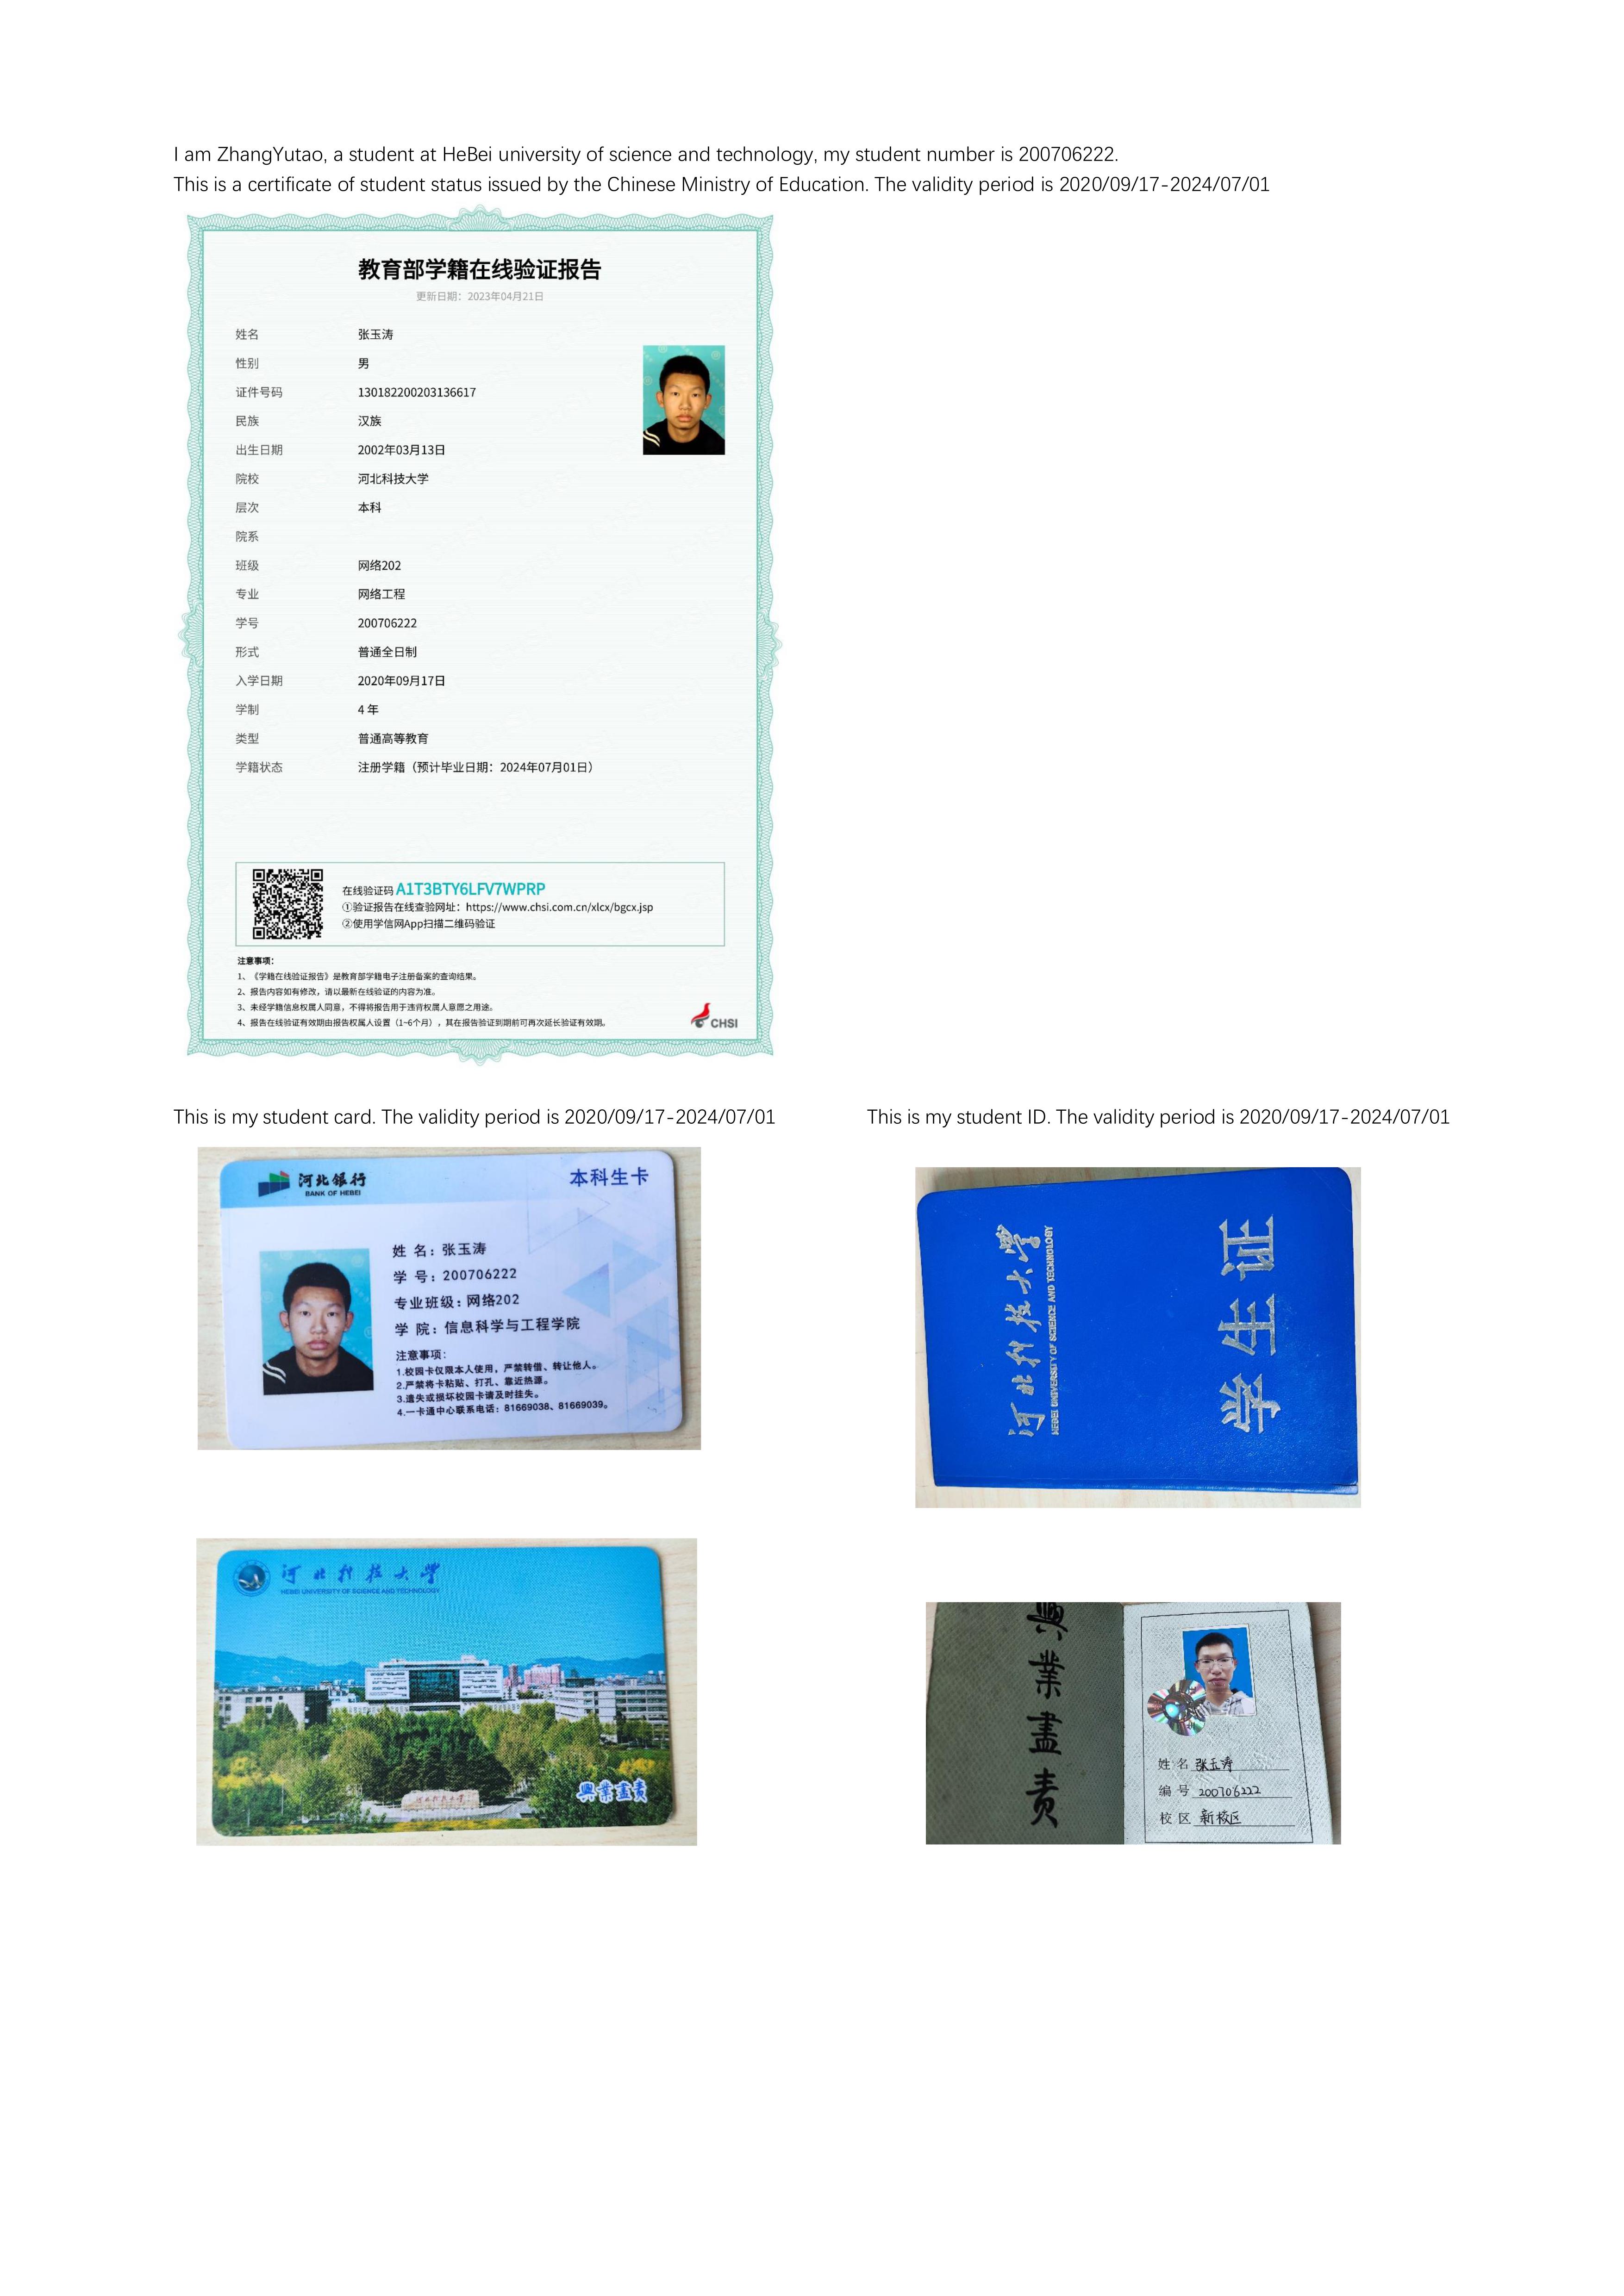 I am ZhangYutao, a student at HeBei university of science and technology, my student number is 200706222.
This is a certificate of student status issued by the Chinese Ministry of Education. The validity period is 2020/09/17-2024/07/01
教育部学籍在线验证报告
更新日期：2023年04月21日
姓名 张玉涛
性别 男
证件号码 130182200203136617
民族 汉族
出生日期 2002年03月13日
院校 河北科技大学
层次 本科
院系
班级 网络202
专业 网络工程
学号 200706222
形式 普通全日制
入学日期 2020年09月17日
学制 4 年
类型 普通高等教育
学籍状态 注册学籍（预计毕业日期：2024年07月01日）
在线验证码 A1T3BTY6LFV7WPRP
①验证报告在线查验网址：https://www.chsi.com.cn/xlcx/bgcx.jsp
②使用学信网App扫描二维码验证
注意事项：
1、《学籍在线验证报告》是教育部学籍电子注册备案的查询结果。
2、报告内容如有修改，请以最新在线验证的内容为准。
3、未经学籍信息权属人同意，不得将报告用于违背权属人意愿之用途。
4、报告在线验证有效期由报告权属人设置（1~6个月），其在报告验证到期前可再次延长验证有效期。
CHSI
This is my student card. The validity period is 2020/09/17-2024/07/01
河北银行
BANK OF HEBEI
本科生卡
姓 名：张玉涛
学 号：200706222
专业班级：网络202
学 院：信息科学与工程学院
注意事项：
1.校园卡仅限本人使用，严禁转借、转让他人。
2.严禁将卡粘贴、打孔、靠近热源。
3.遗失或损坏校园卡请及时挂失。
4.一卡通中心联系电话：81669038、81669039。
河北科技大学
HEBEI UNIVERSITY OF SCIENCE AND TECHNOLOGY
河北科技大学
興業盡責
This is my student ID. The validity period is 2020/09/17-2024/07/01
河北科技大學
HEBEI UNIVERSITY OF SCIENCE AND TECHNOLOGY
学生证
興業盡责
姓 名 张玉涛
编 号 200706222
校 区 新校区